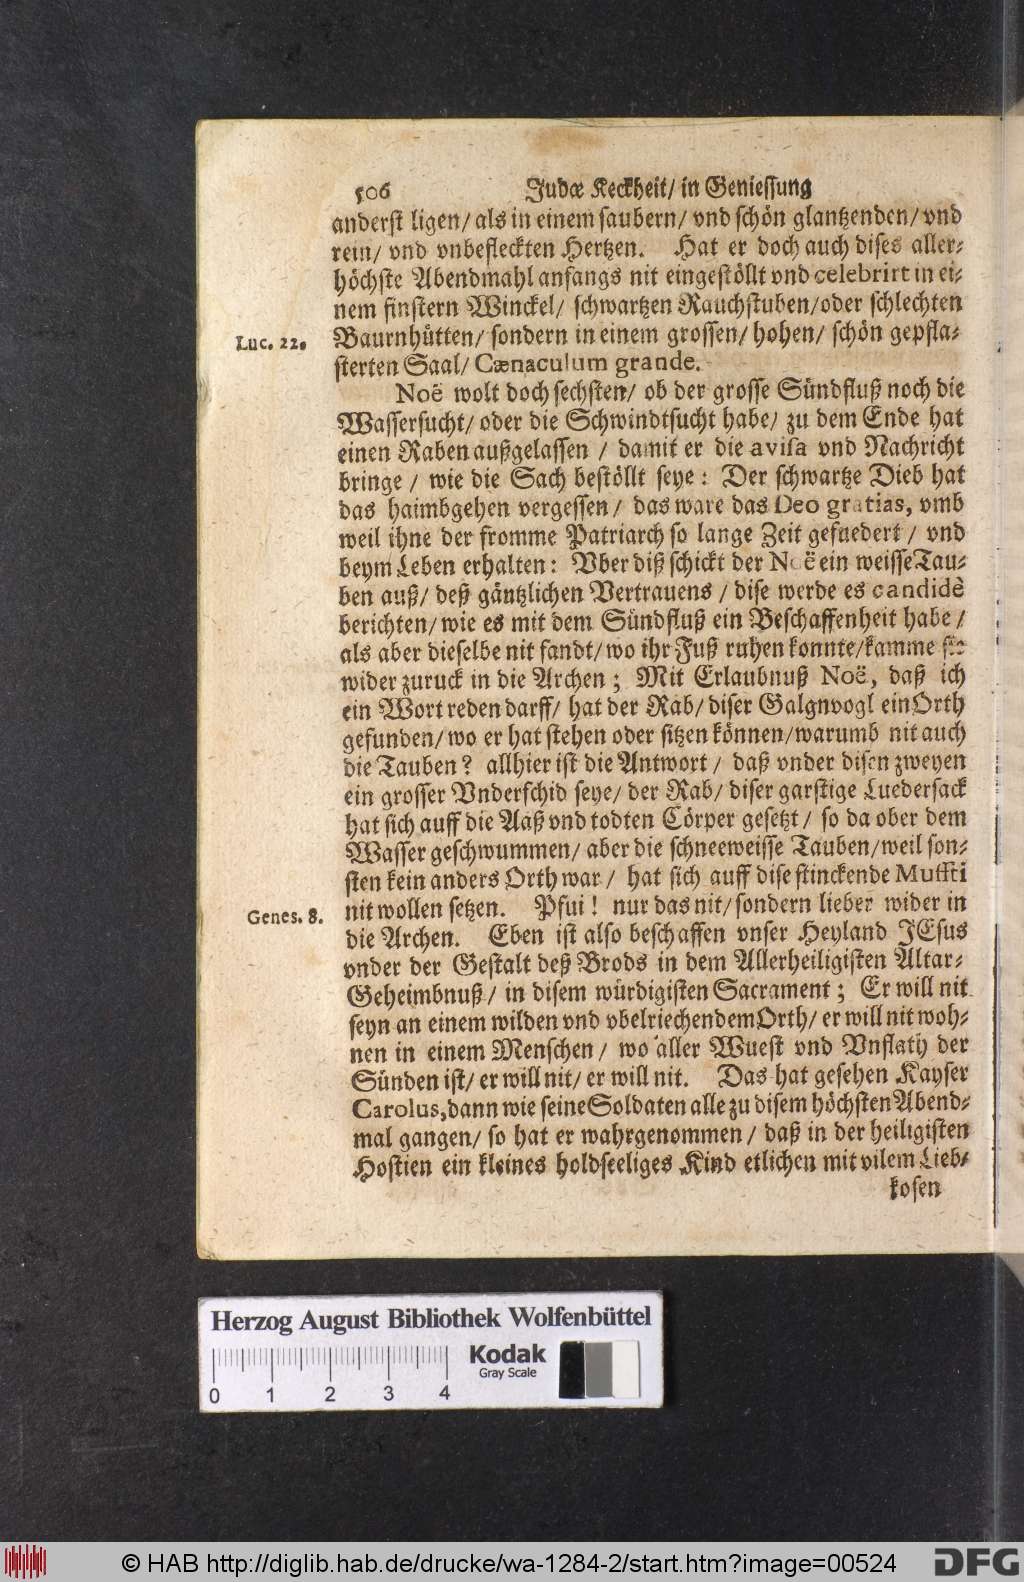 506 Judæ Keckheit/ in Geniessung
anderst ligen/ als in einem saubern/ vnd schön glantzenden/ vnd
rein/ vnd vnbefleckten Hertzen. Hat er doch auch dises aller-
höchste Abendmahl anfangs nit eingestöllt vnd celebrirt in ei-
nem finstern Winckel/ schwartzen Rauchstuben/ oder schlechten
Luc. 22. Baurnhütten/ sondern in einem grossen/ hohen/ schön gepfla-
sterten Saal/ Cænaculum grande.
Noë wolt doch sechsten/ ob der grosse Sündfluß noch die
Wassersucht/ oder die Schwindtsucht habe/ zu dem Ende hat
einen Raben außgelassen / damit er die avisa vnd Nachricht
bringe / wie die Sach bestöllt seye: Der schwartze Dieb hat
das haimbgehen vergessen / das ware das Deo gratias, vmb
weil ihne der fromme Patriarch so lange Zeit gefuedert / vnd
beym Leben erhalten: Vber diß schickt der Noë ein weisse Tau-
ben auß/ deß gäntzlichen Vertrauens / dise werde es candidè
berichten/ wie es mit dem Sündfluß ein Beschaffenheit habe /
als aber dieselbe nit fandt/ wo ihr Fuß ruhen konnte/ kamme sie
wider zuruck in die Archen; Mit Erlaubnuß Noë, daß ich
ein Wort reden darff/ hat der Rab/ diser Galgnvogl ein Orth
gefunden/ wo er hat stehen oder sitzen können/ warumb nit auch
die Tauben? allhier ist die Antwort / daß vnder disen zweyen
ein grosser Vnderschid seye/ der Rab/ diser garstige Luedersack
hat sich auff die Aaß vnd todten Cörper gesetzt / so da ober dem
Wasser geschwummen/ aber die schneeweisse Tauben/ weil son-
sten kein anders Orth war / hat sich auff dise stinckende Muffti
Genes. 8. nit wollen setzen. Pfui! nur das nit/ sondern lieber wider in
die Archen. Eben ist also beschaffen vnser Heyland JEsus
vnder der Gestalt deß Brods in dem Allerheiligisten Altar-
Geheimbnuß/ in disem würdigisten Sacrament; Er will nit
seyn an einem wilden vnd vbelriechendem Orth/ er will nit woh-
nen in einem Menschen / wo aller Wuest vnd Vnflath der
Sünden ist/ er will nit/ er will nit. Das hat gesehen Kayser
Carolus, dann wie seine Soldaten alle zu disem höchsten Abend-
mal gangen/ so hat er wahrgenommen / daß in der heiligisten
Hostien ein kleines holdseeliges Kind etlichen mit vilem Lieb-
kosen
Herzog August Bibliothek Wolfenbüttel
Kodak
Gray Scale
0 1 2 3 4
© HAB http://diglib.hab.de/drucke/wa-1284-2/start.htm?image=00524
DFG